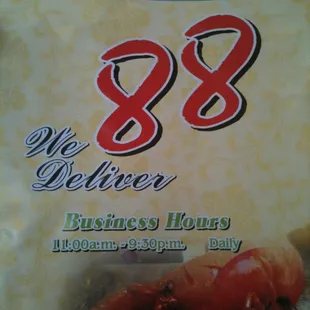 88
We
Deliver
Business Hours
11:00a.m. - 9:30p.m. Daily